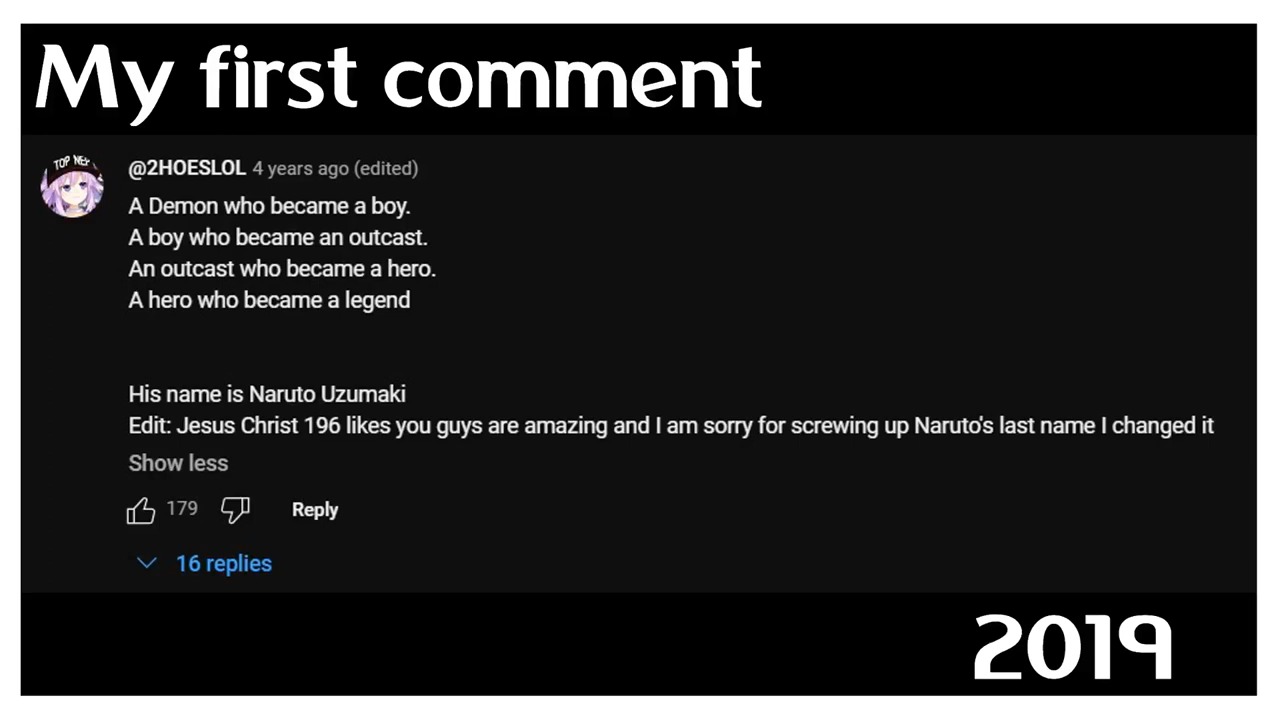 My first comment
TOP NEP
@2HOESLOL 4 years ago (edited)
A Demon who became a boy.
A boy who became an outcast.
An outcast who became a hero.
A hero who became a legend
His name is Naruto Uzumaki
Edit: Jesus Christ 196 likes you guys are amazing and I am sorry for screwing up Naruto's last name I changed it
Show less
179 Reply
16 replies
2019